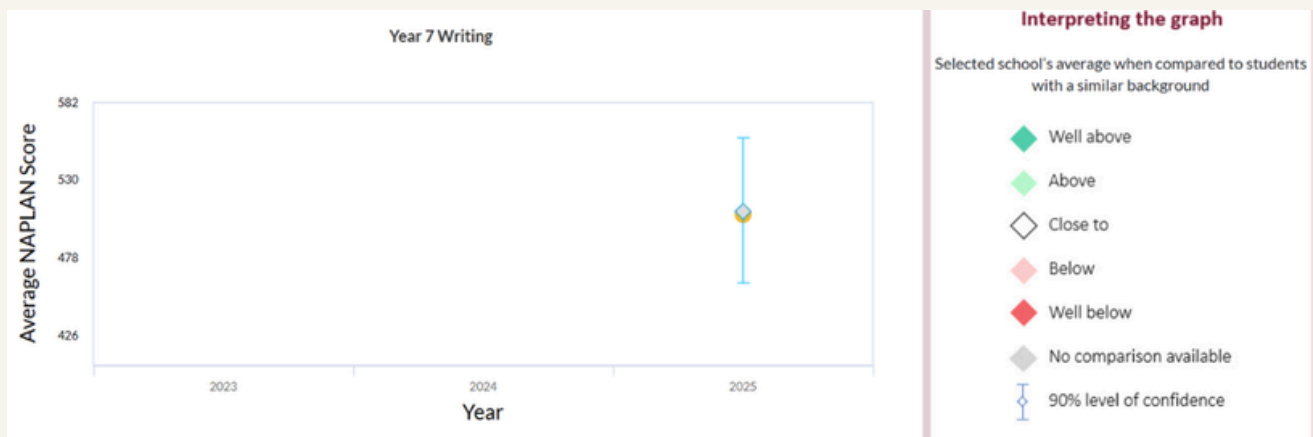 Year 7 Writing
582
530
478
426
Average NAPLAN Score
2023
2024
2025
Year
Interpreting the graph
Selected school's average when compared to students
with a similar background
Well above
Above
Close to
Below
Well below
No comparison available
90% level of confidence